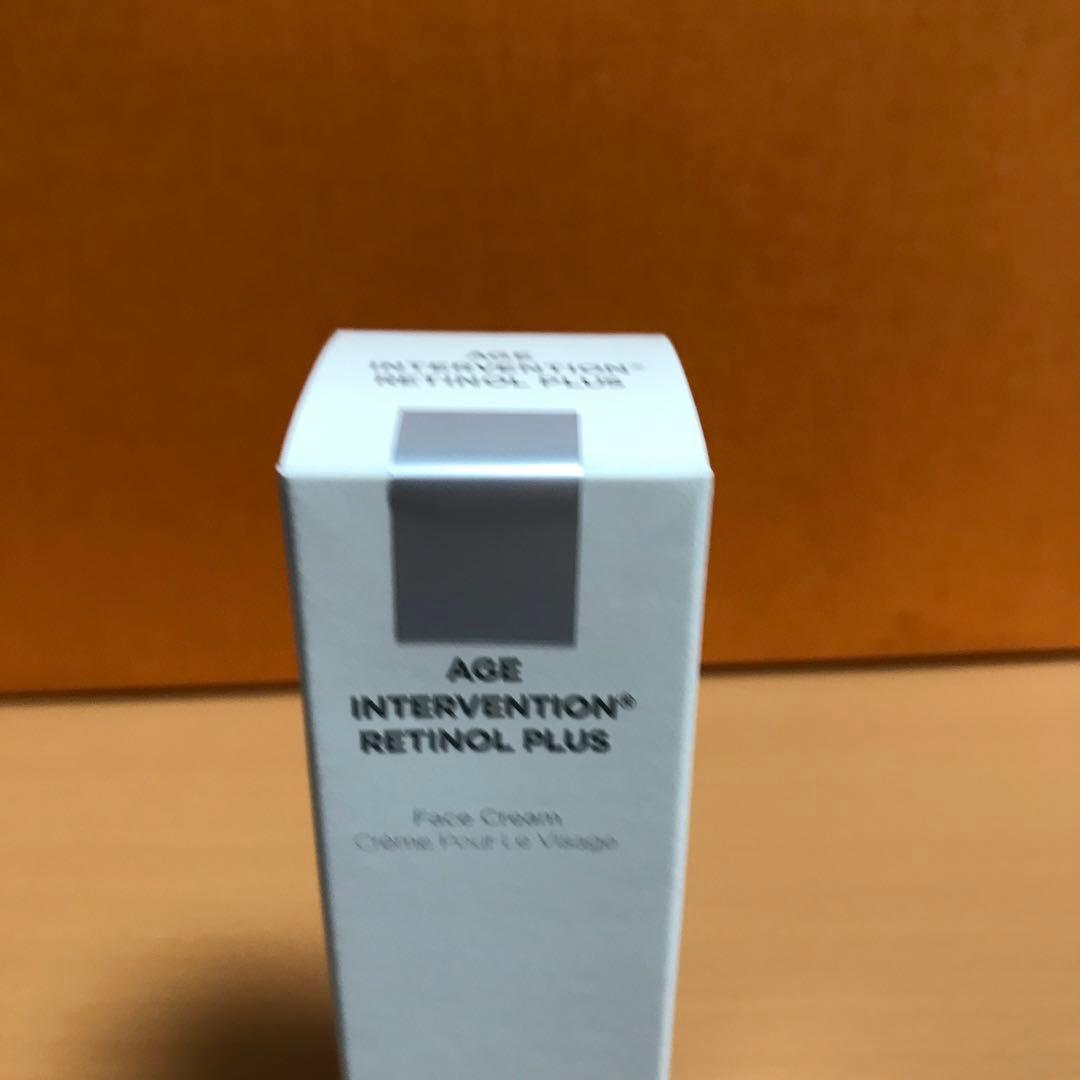 AGE
INTERVENTION®
RETINOL PLUS
AGE
INTERVENTION®
RETINOL PLUS
Face Cream
Crème Pour Le Visage